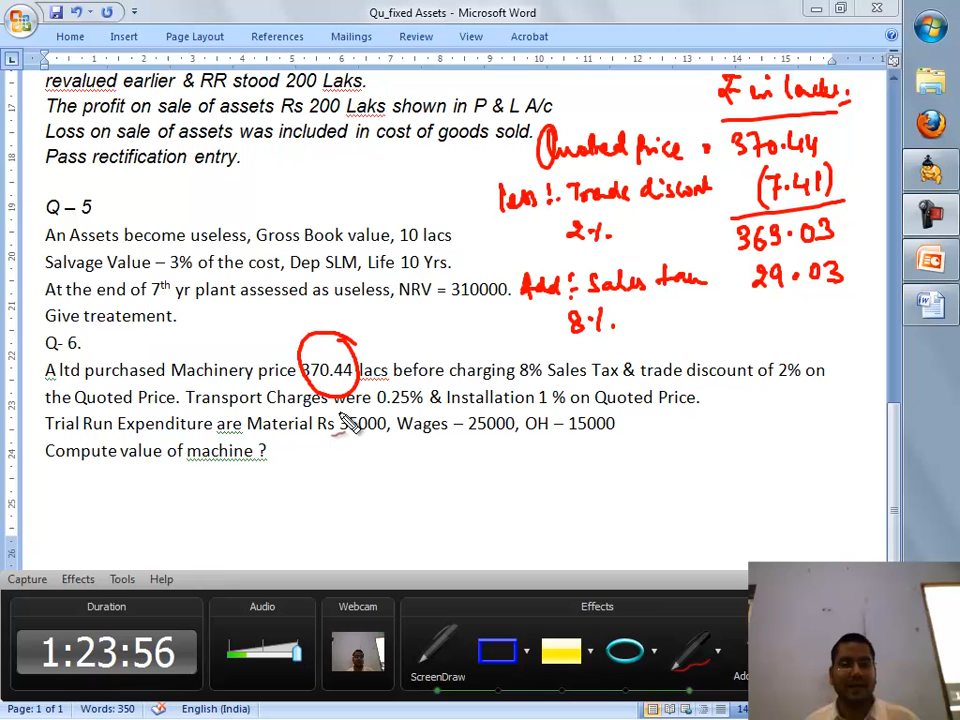 Qu_fixed Assets - Microsoft Word
Home Insert Page Layout References Mailings Review View Acrobat
revalued earlier & RR stood 200 Laks.
The profit on sale of assets Rs 200 Laks shown in P & L A/c
Loss on sale of assets was included in cost of goods sold.
Pass rectification entry.
Q – 5
An Assets become useless, Gross Book value, 10 lacs
Salvage Value – 3% of the cost, Dep SLM, Life 10 Yrs.
At the end of 7th yr plant assessed as useless, NRV = 310000.
Give treatement.
Q- 6.
A ltd purchased Machinery price 370.44 lacs before charging 8% Sales Tax & trade discount of 2% on
the Quoted Price. Transport Charges were 0.25% & Installation 1 % on Quoted Price.
Trial Run Expenditure are Material Rs 35000, Wages – 25000, OH – 15000
Compute value of machine ?
₹ in lacks.
Quoted price = 370.44
less :. Trade discont (7.41)
2%. 363.03
Add : Sales tax 29.03
8%.
Capture Effects Tools Help
Duration Audio Webcam Effects
1:23:56
ScreenDraw
Page: 1 of 1 Words: 350 English (India)